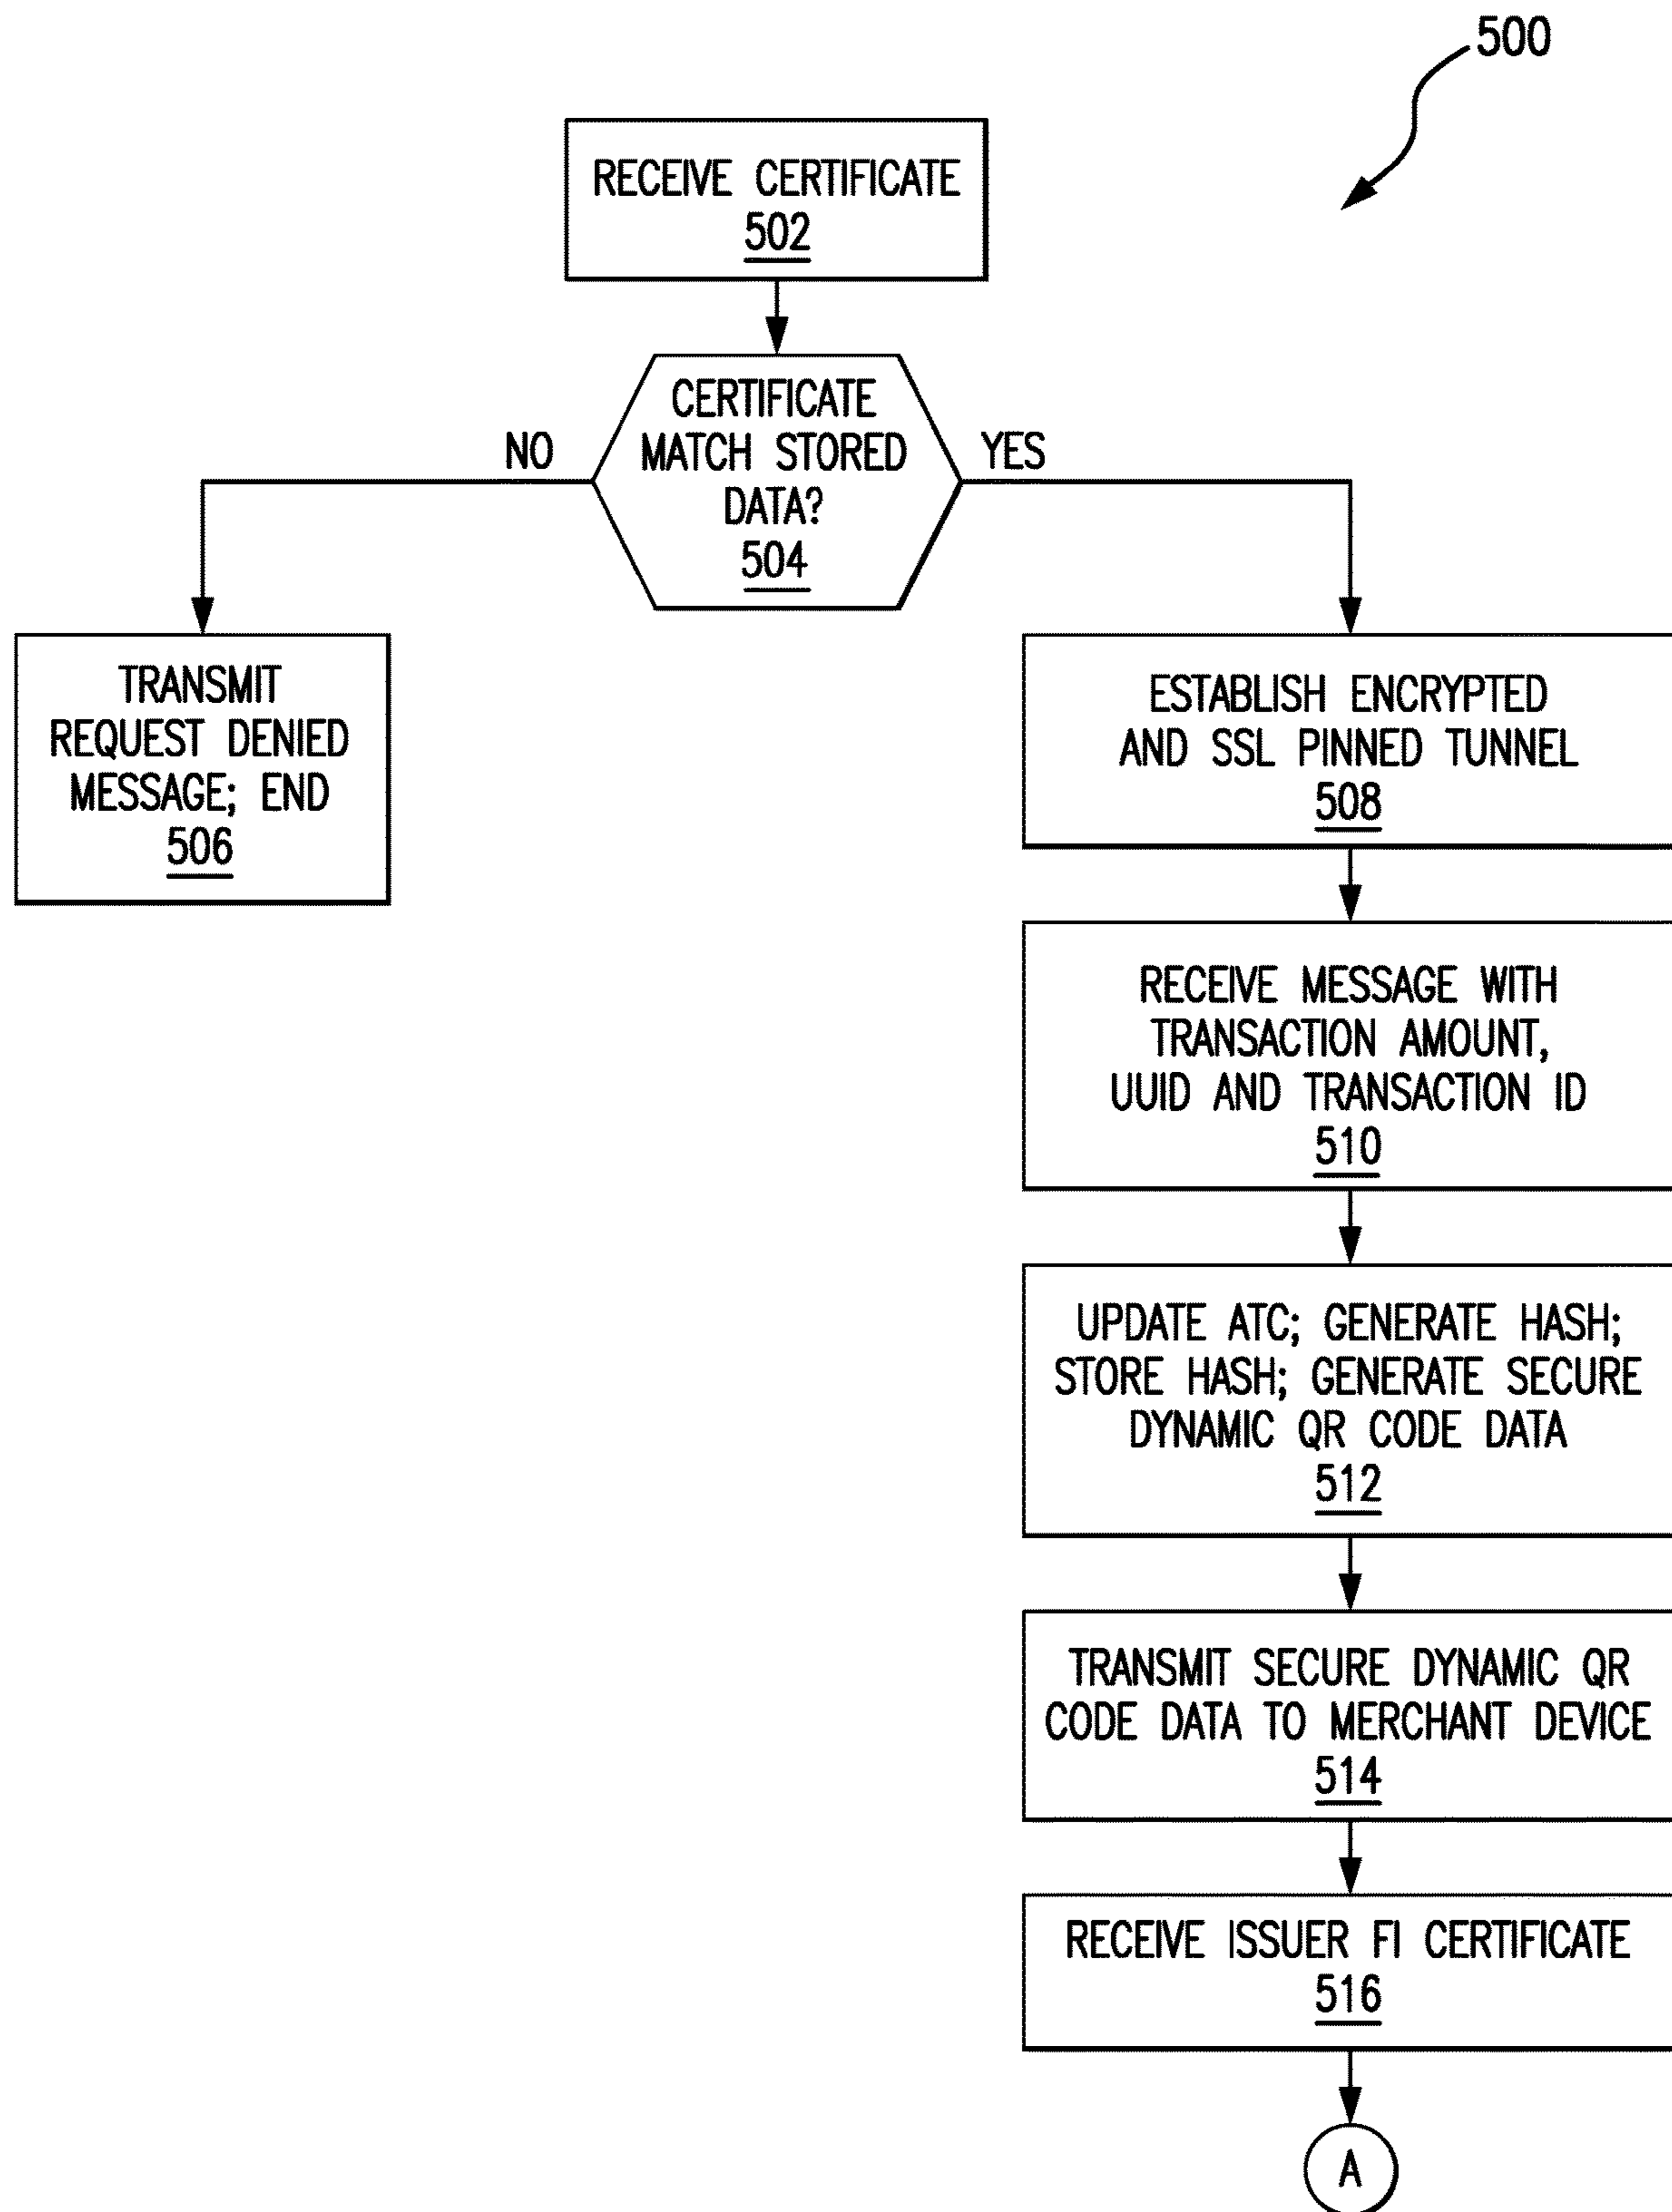 500
RECEIVE CERTIFICATE
502
CERTIFICATE
MATCH STORED
DATA?
504
NO
YES
TRANSMIT
REQUEST DENIED
MESSAGE; END
506
ESTABLISH ENCRYPTED
AND SSL PINNED TUNNEL
508
RECEIVE MESSAGE WITH
TRANSACTION AMOUNT,
UUID AND TRANSACTION ID
510
UPDATE ATC; GENERATE HASH;
STORE HASH; GENERATE SECURE
DYNAMIC QR CODE DATA
512
TRANSMIT SECURE DYNAMIC QR
CODE DATA TO MERCHANT DEVICE
514
RECEIVE ISSUER FI CERTIFICATE
516
A